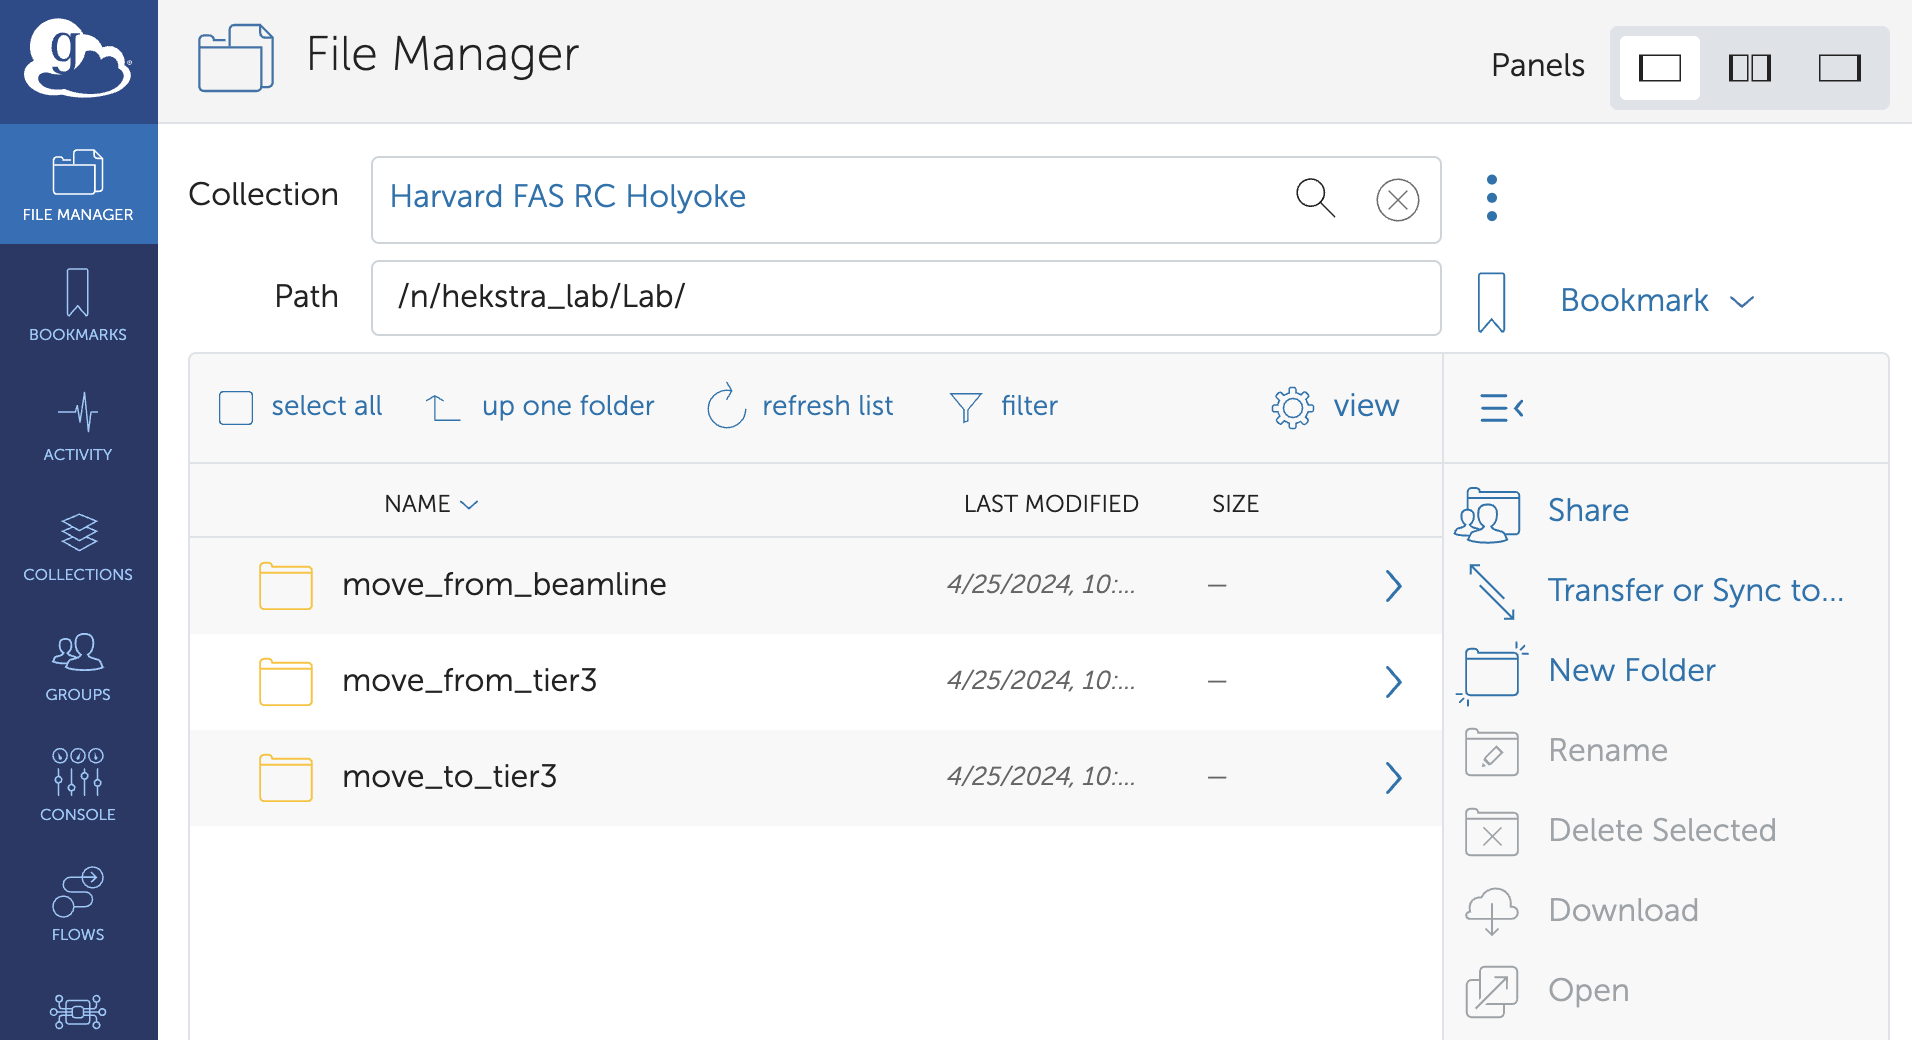 g
File Manager
Panels
FILE MANAGER
BOOKMARKS
ACTIVITY
COLLECTIONS
GROUPS
CONSOLE
FLOWS
Collection
Harvard FAS RC Holyoke
Path
/n/hekstra_lab/Lab/
Bookmark
select all
up one folder
refresh list
filter
view
NAME LAST MODIFIED SIZE
move_from_beamline 4/25/2024, 10:... —
move_from_tier3 4/25/2024, 10:... —
move_to_tier3 4/25/2024, 10:... —
Share
Transfer or Sync to...
New Folder
Rename
Delete Selected
Download
Open